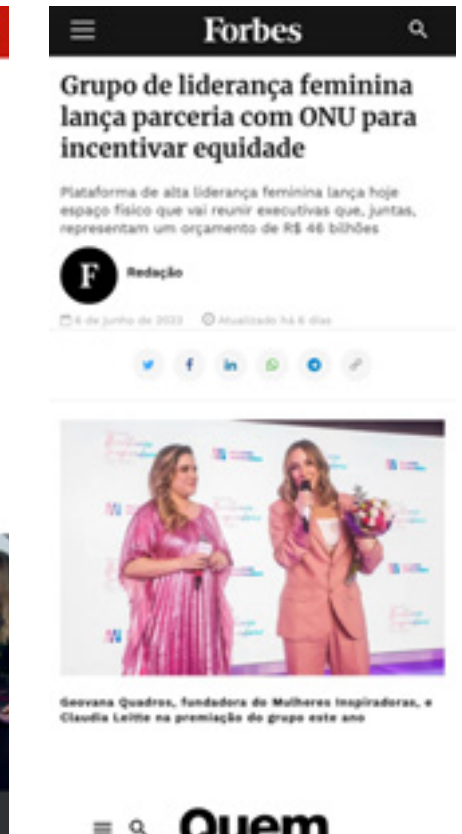 Forbes
Grupo de liderança feminina
lança parceria com ONU para
incentivar equidade
Plataforma de alta liderança feminina lança hoje
espaço físico que vai reunir executivas que, juntas,
representam um orçamento de R$ 46 bilhões
F
Redação
6 de junho de 2023 Atualizado há 6 dias
Geovana Quadros, fundadora do Mulheres Inspiradoras, e
Claudia Leitte na premiação do grupo este ano
Quem